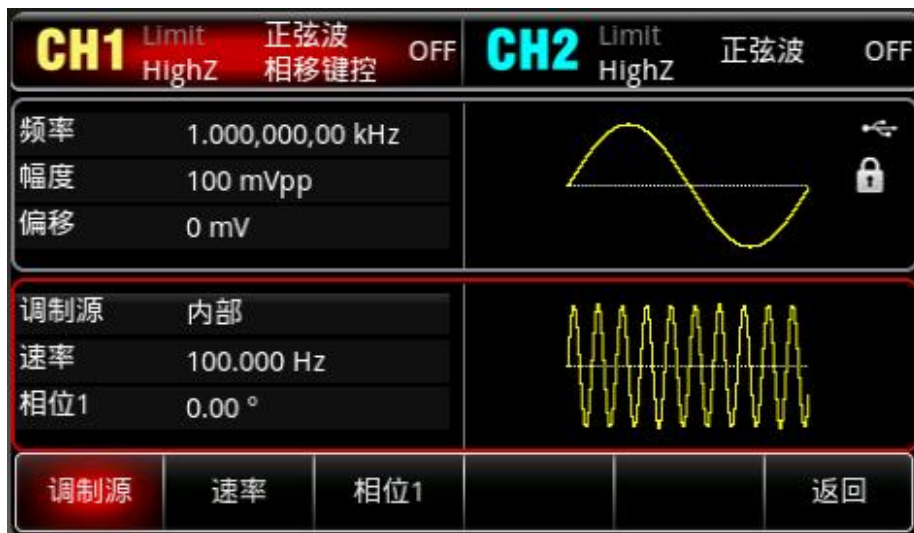 CH1 Limit 正弦波 OFF CH2 Limit 正弦波 OFF
HighZ 相移键控 HighZ
频率 1.000,000,00 kHz
幅度 100 mVpp
偏移 0 mV
调制源 内部
速率 100.000 Hz
相位1 0.00 °
调制源 速率 相位1 返回